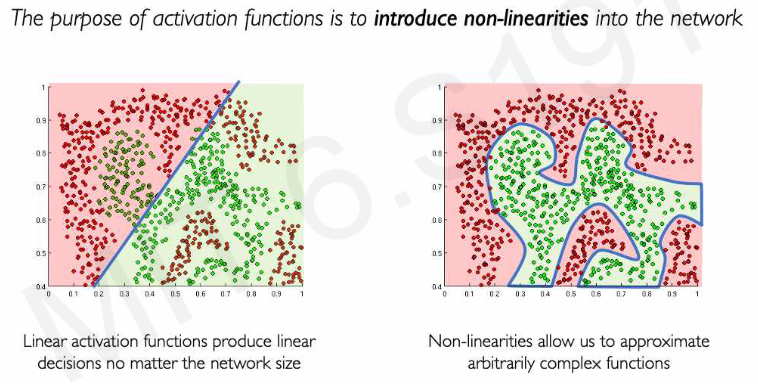 The purpose of activation functions is to introduce non-linearities into the network
MIT 6.S191
1
0.9
0.8
0.7
0.6
0.5
0.4
0 0.1 0.2 0.3 0.4 0.5 0.6 0.7 0.8 0.9 1
1
0.9
0.8
0.7
0.6
0.5
0.4
0 0.1 0.2 0.3 0.4 0.5 0.6 0.7 0.8 0.9 1
Linear activation functions produce linear
decisions no matter the network size
Non-linearities allow us to approximate
arbitrarily complex functions